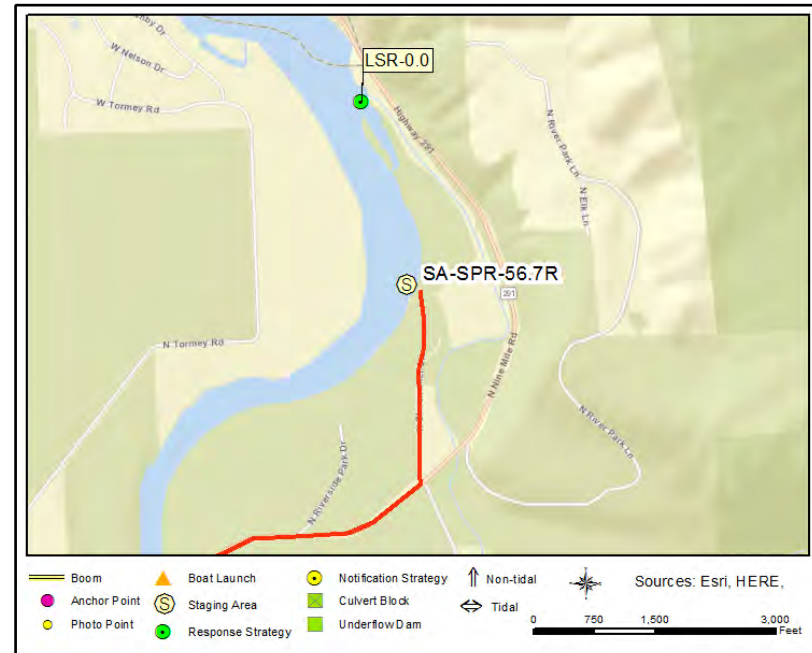 nby Dr
W Nelson Dr
W Tormey Rd
LSR-0.0
Highway 291
N River Park Ln
N Elk Ln
SA-SPR-56.7R
291
N Tormey Rd
N Nine Mile Rd
N River Park Ln
N Riverside Park Dr
Boom
Boat Launch
Notification Strategy
Non-tidal
Sources: Esri, HERE,
Anchor Point
Staging Area
Culvert Block
Tidal
Photo Point
Response Strategy
Underflow Dam
0 750 1,500 3,000
Feet